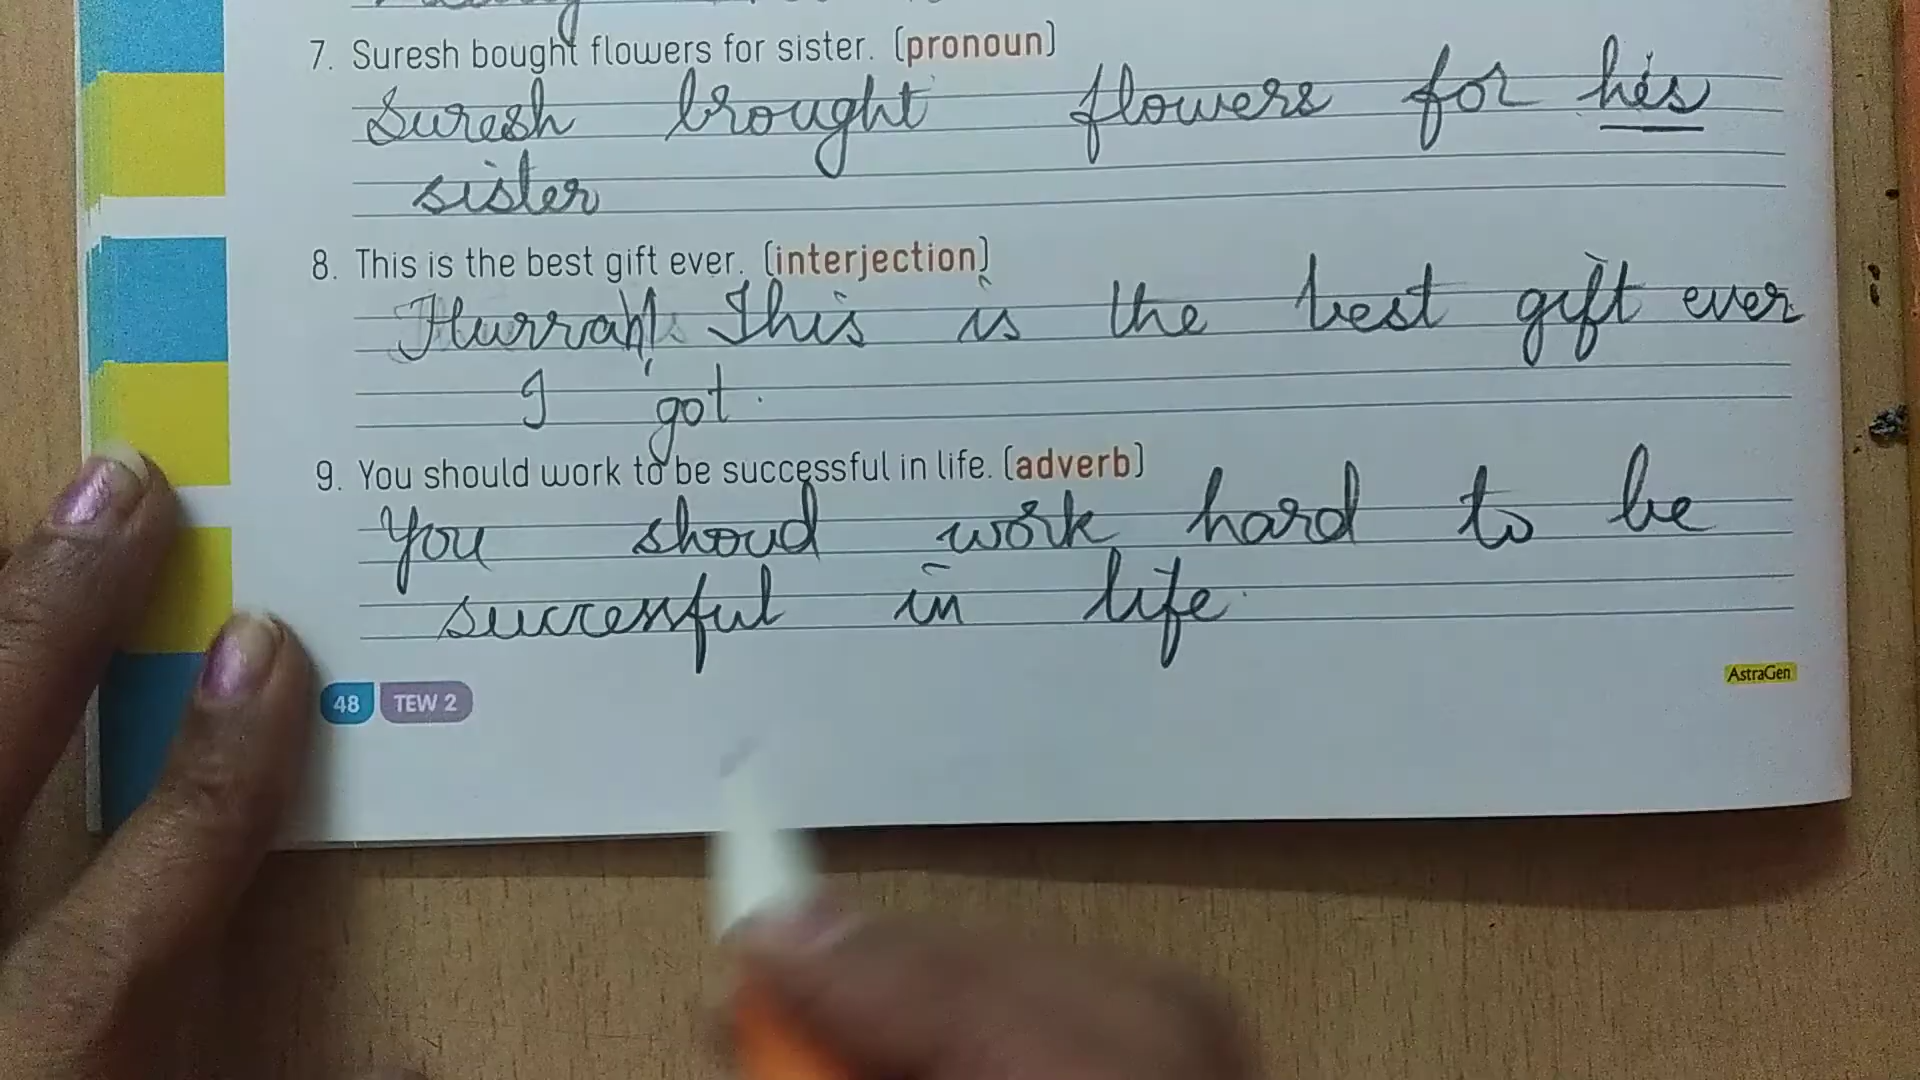 7. Suresh bought flowers for sister. (pronoun)
Suresh brought flowers for his
sister
8. This is the best gift ever. (interjection)
Hurrah! This is the best gift ever
I got.
9. You should work to be successful in life. (adverb)
You shoud work hard to be
successful in life.
48 TEW 2
AstraGen